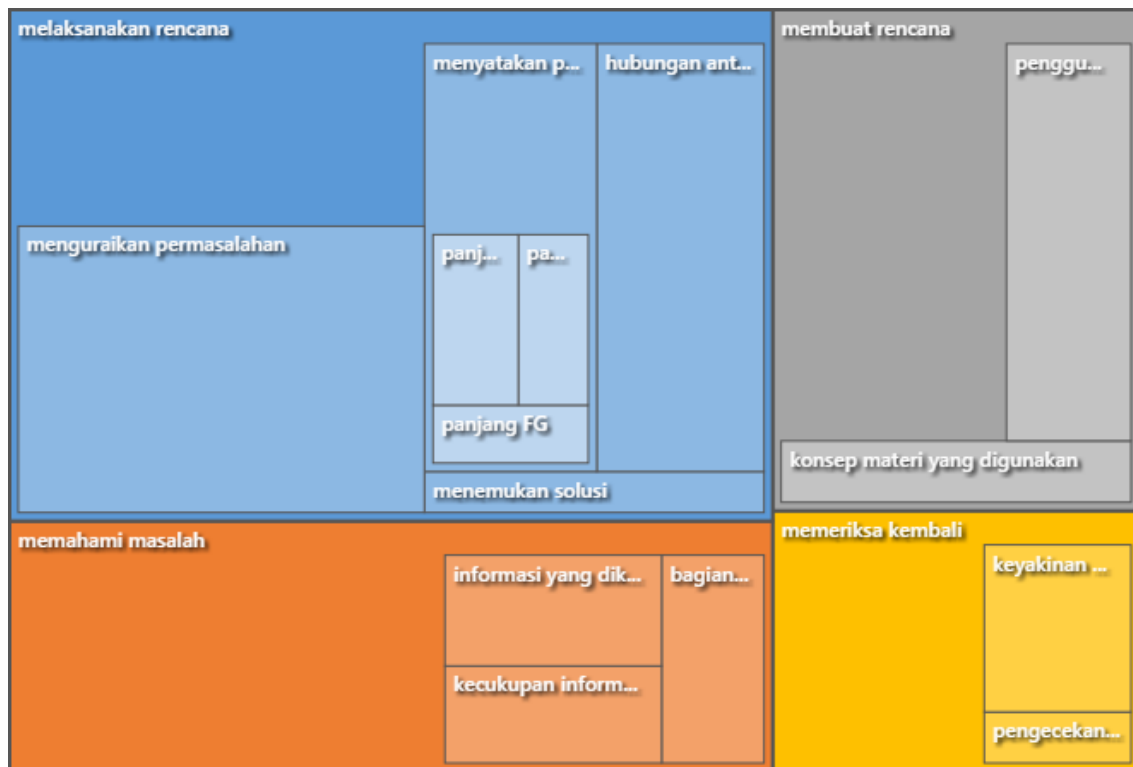 melaksanakan rencana
menyatakan p...
hubungan ant...
menguraikan permasalahan
panj...
pa...
panjang FG
menemukan solusi
membuat rencana
penggu...
konsep materi yang digunakan
memahami masalah
informasi yang dik...
bagian...
kecukupan inform...
memeriksa kembali
keyakinan ...
pengecekan...